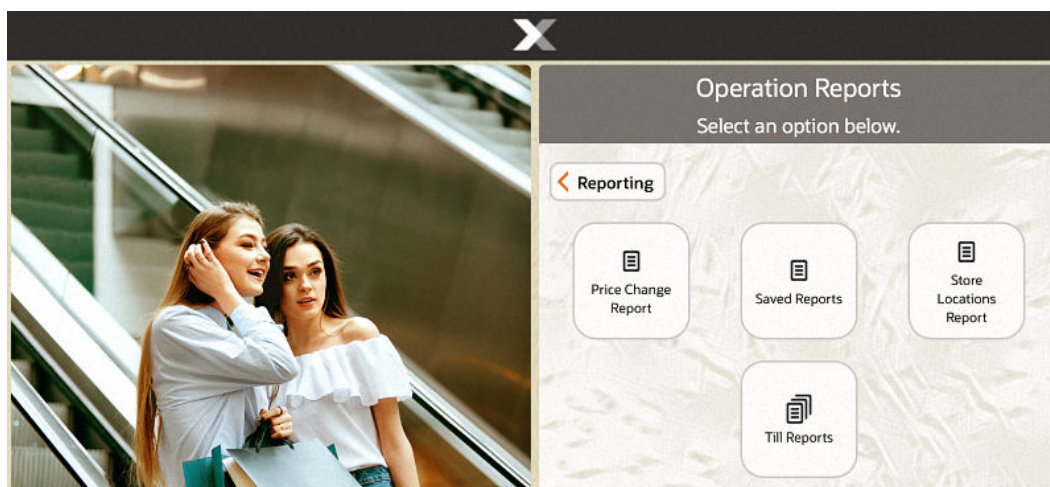 Operation Reports
Select an option below.
Reporting
Price Change
Report
Saved Reports
Store
Locations
Report
Till Reports